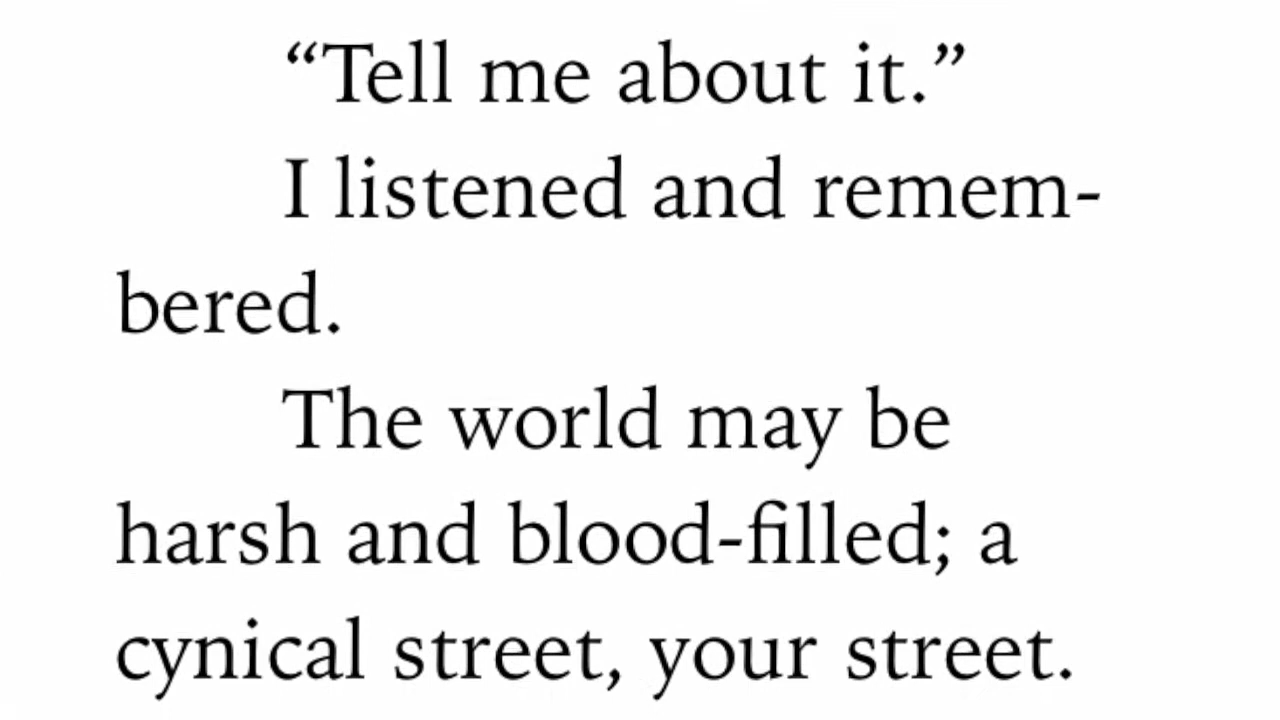 “Tell me about it.”
I listened and remem-
bered.
The world may be
harsh and blood-filled; a
cynical street, your street.